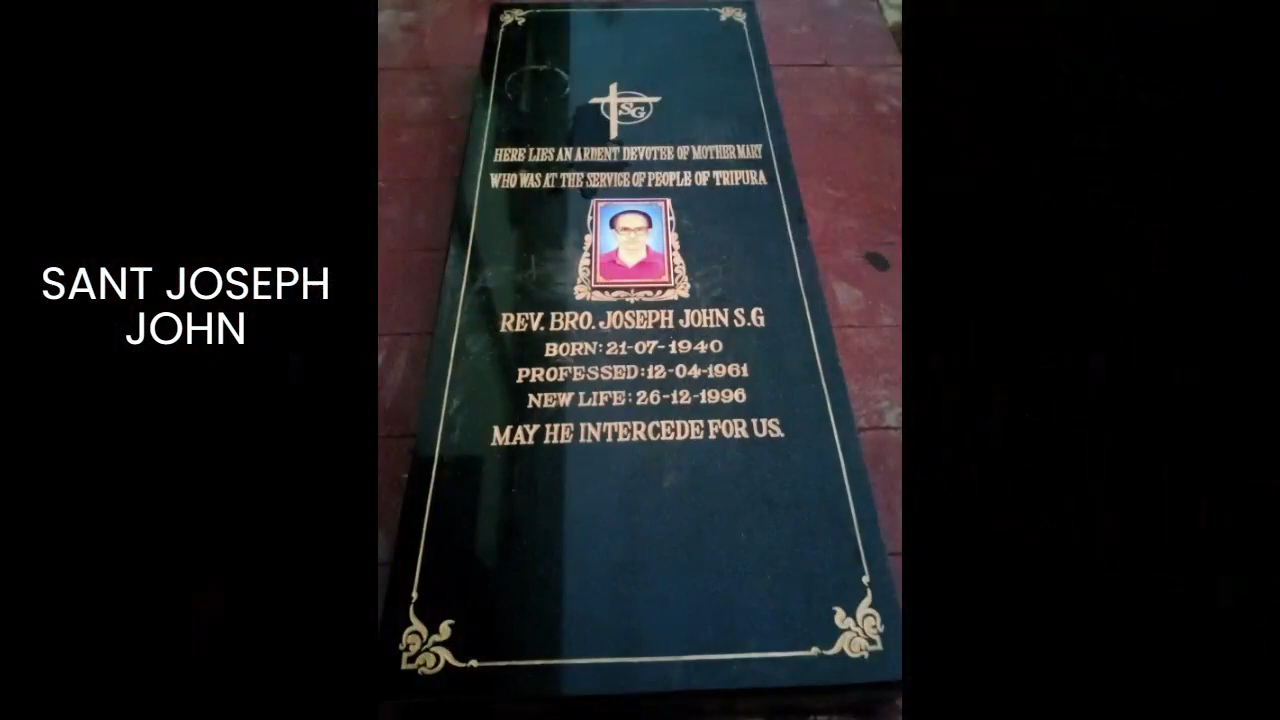 SANT JOSEPH
JOHN
SG
HERE LIES AN ARDENT DEVOTEE OF MOTHER MARY
WHO WAS AT THE SERVICE OF PEOPLE OF TRIPURA
REV. BRO. JOSEPH JOHN S.G
BORN: 21-07-1940
PROFESSED: 12-04-1961
NEW LIFE: 26-12-1996
MAY HE INTERCEDE FOR US.